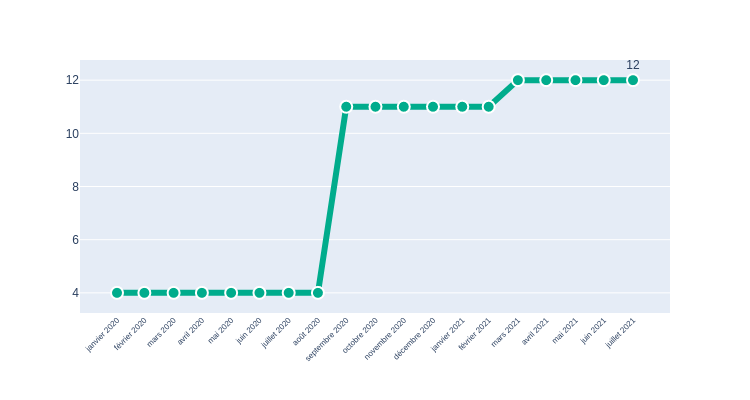 12
12
10
8
6
4
janvier 2020
février 2020
mars 2020
avril 2020
mai 2020
juin 2020
juillet 2020
août 2020
septembre 2020
octobre 2020
novembre 2020
décembre 2020
janvier 2021
février 2021
mars 2021
avril 2021
mai 2021
juin 2021
juillet 2021